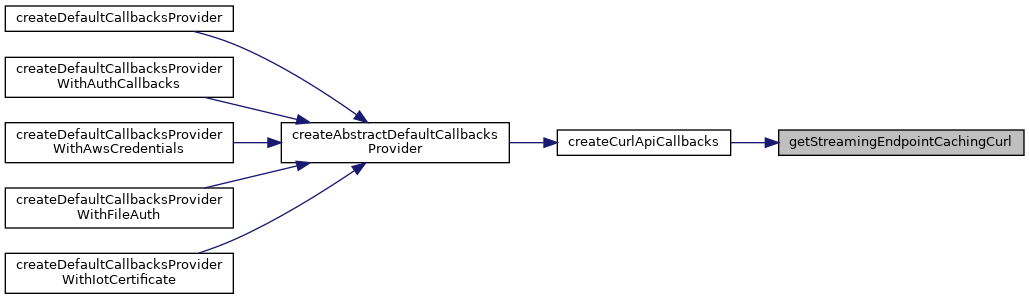 createDefaultCallbacksProvider
createDefaultCallbacksProvider
WithAuthCallbacks
createDefaultCallbacksProvider
WithAwsCredentials
createDefaultCallbacksProvider
WithFileAuth
createDefaultCallbacksProvider
WithIotCertificate
createAbstractDefaultCallbacks
Provider
createCurlApiCallbacks
getStreamingEndpointCachingCurl